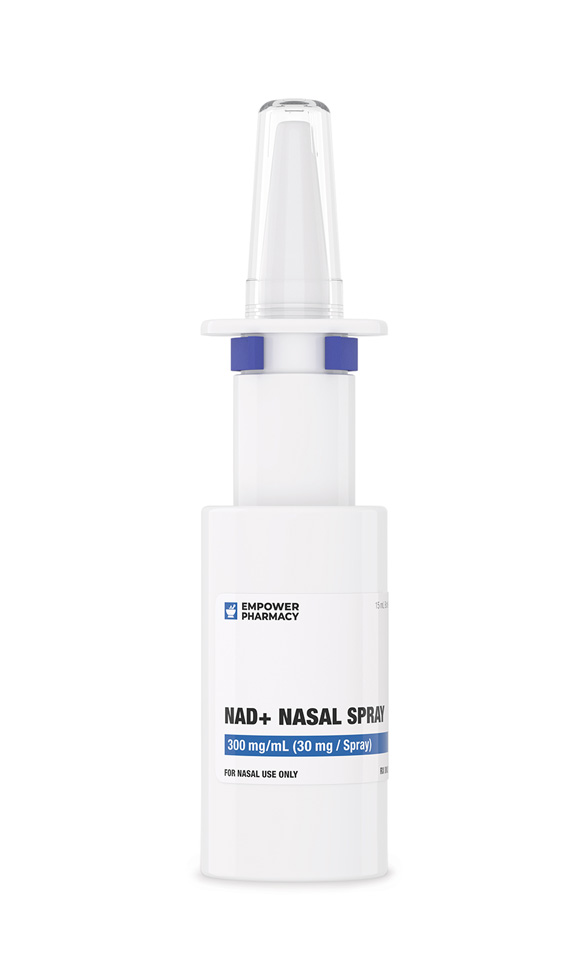 EMPOWER
PHARMACY
NAD+ NASAL SPRAY
300 mg/mL (30 mg / Spray)
FOR NASAL USE ONLY